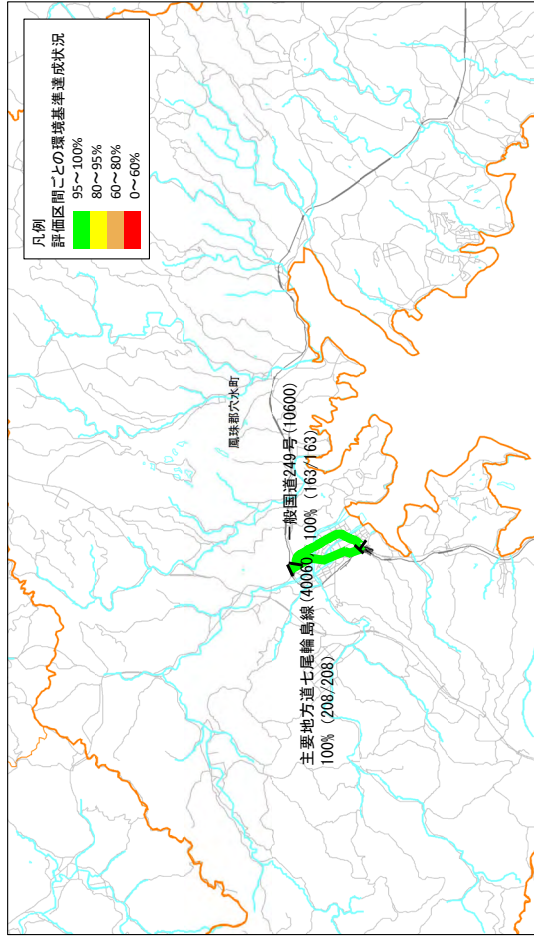 凡例
評価区間ごとの環境基準達成状況
95～100%
80～95%
60～80%
0～60%
鳳珠郡穴水町
一般国道249号(10600)
100% (163/163)
主要地方道七尾輪島線(40060)
100% (208/208)